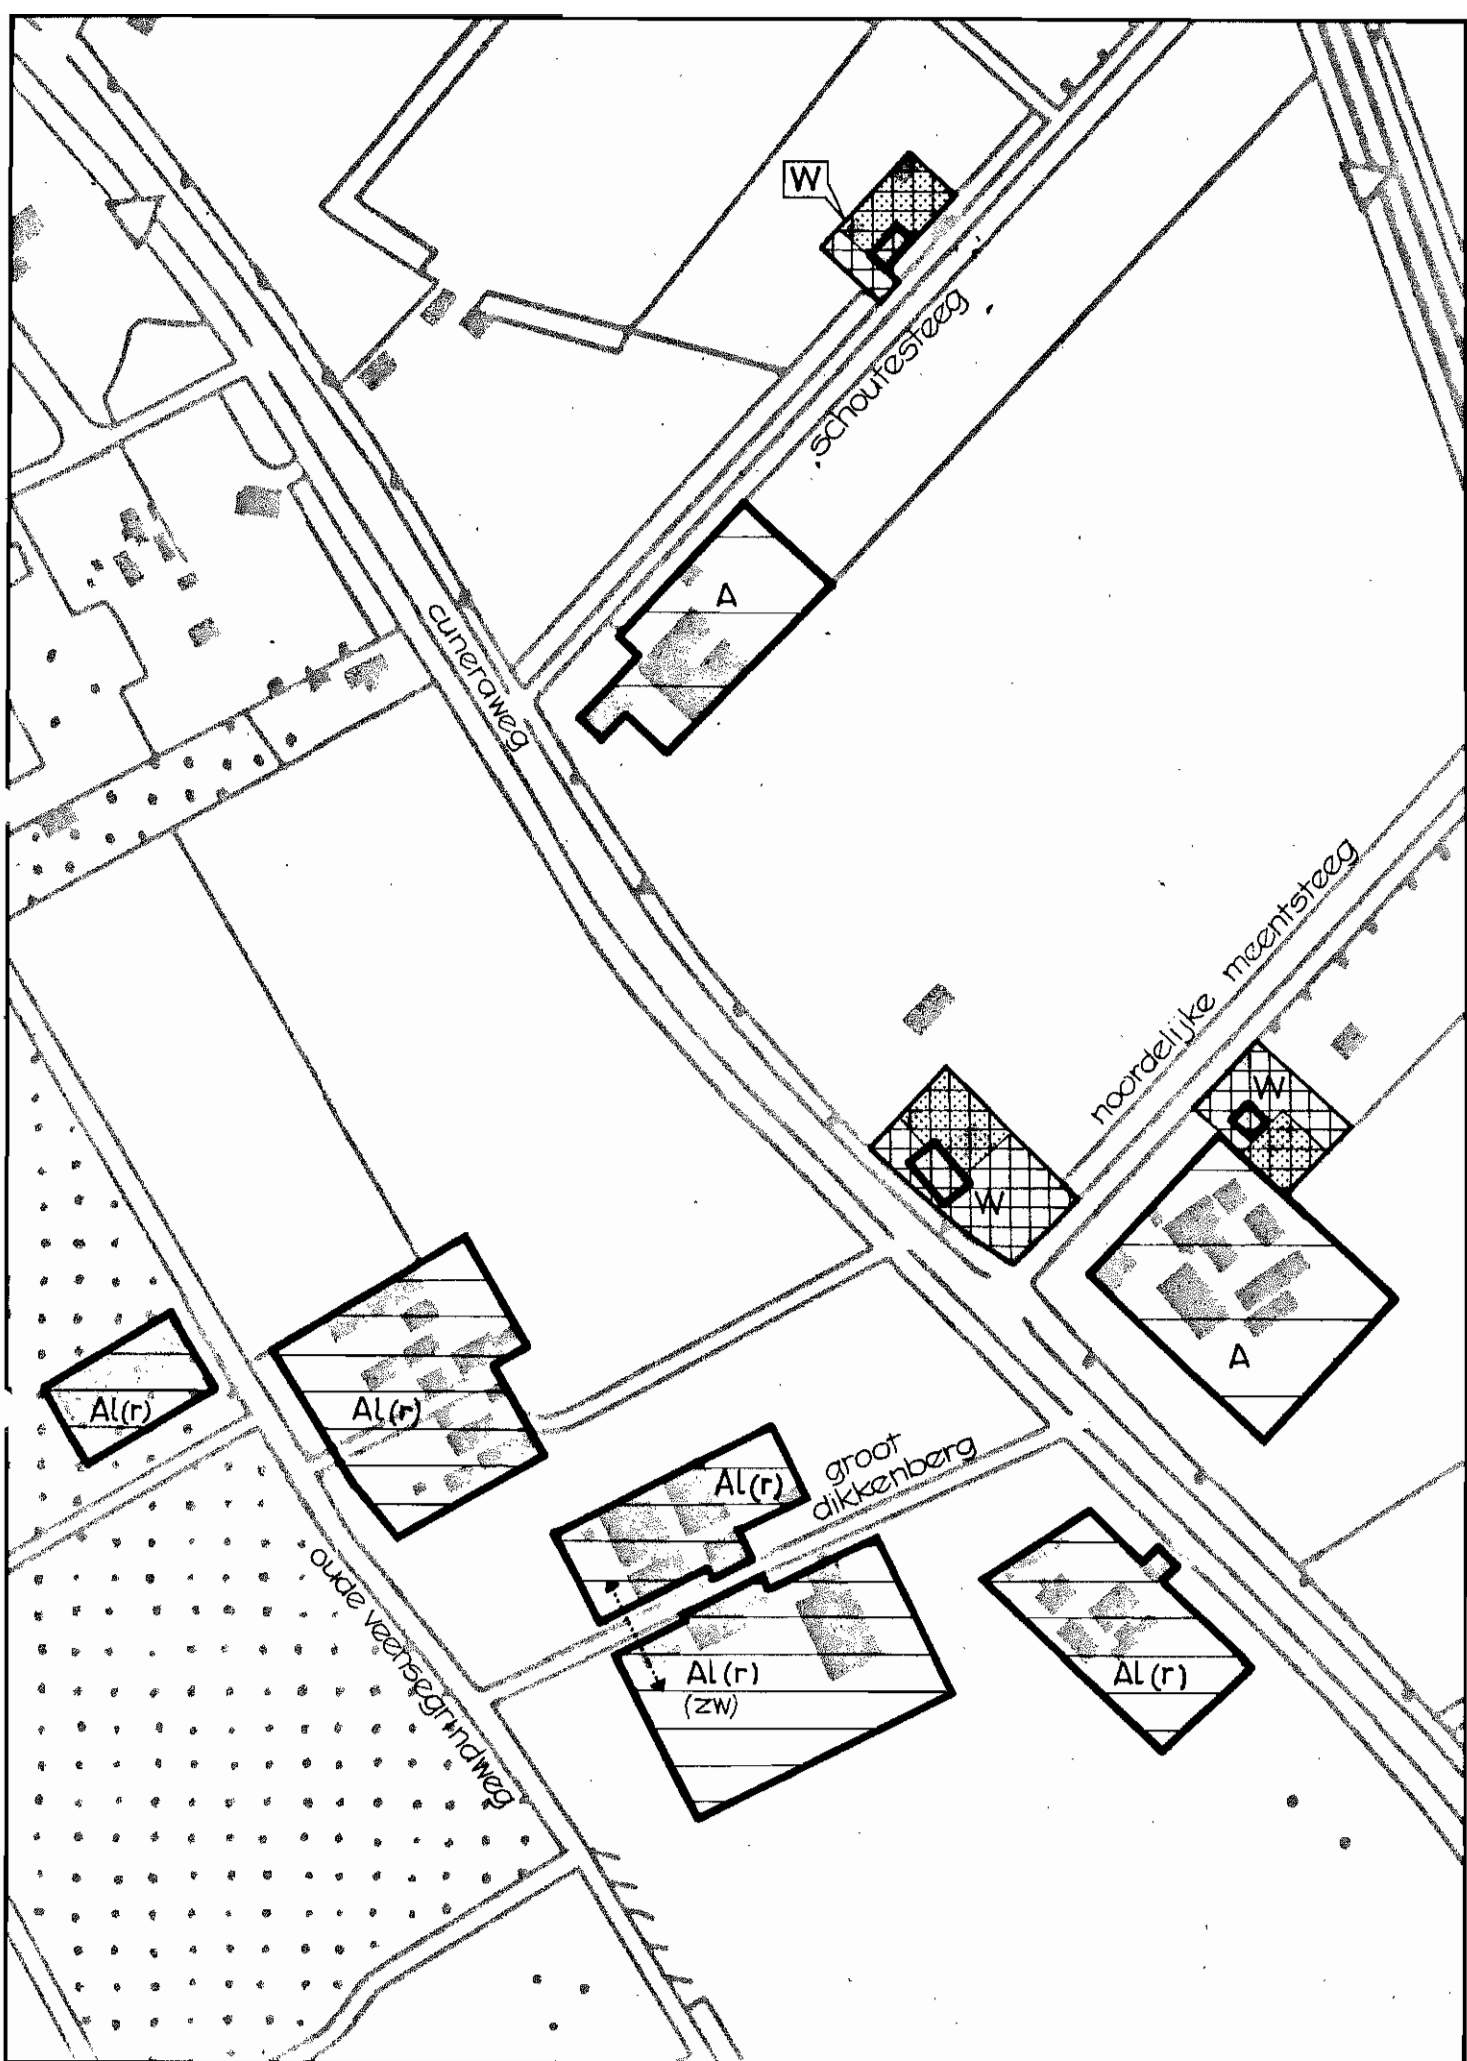 W
schoutesteeg
A
cuneraweg
noordelijke meentsteeg
W
W
A
Al(r)
Al(r)
Al(r)
groot
dikkenberg
oude veensegrindweg
Al(r)
(zw)
Al(r)